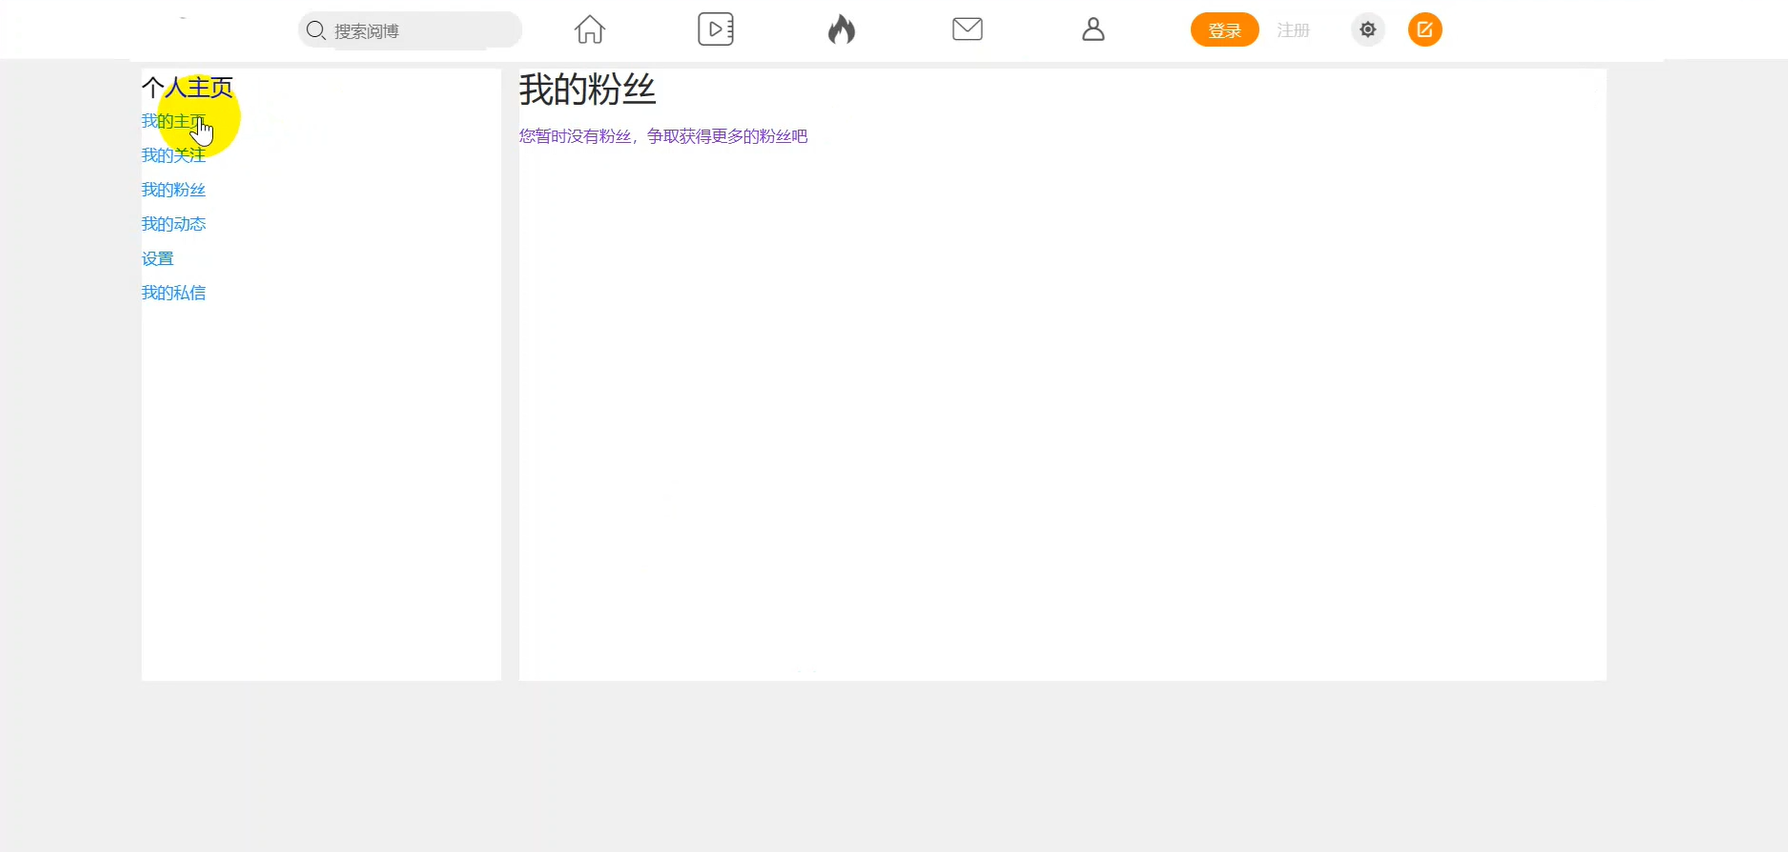 搜索阅博
登录
注册
个人主页
我的主页
我的关注
我的粉丝
我的动态
设置
我的私信
我的粉丝
您暂时没有粉丝，争取获得更多的粉丝吧